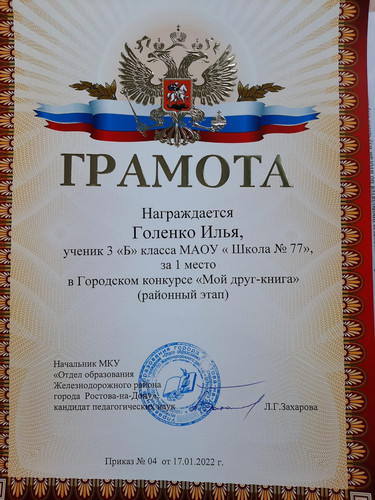 ГРАМОТА
Награждается
Голенко Илья,
ученик 3 «Б» класса МАОУ « Школа № 77»,
за 1 место
в Городском конкурсе «Мой друг-книга»
(районный этап)
Начальник МКУ
«Отдел образования
Железнодорожного района
города Ростова-на-Дону»
кандидат педагогических наук
Л.Г.Захарова
Приказ № 04 от 17.01.2022 г.